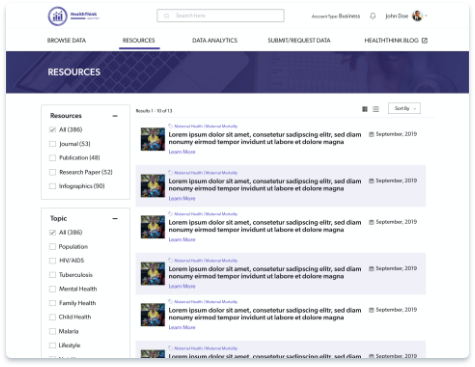 HealthThink
Search Here
Account Type: Business
John Doe
BROWSE DATA
RESOURCES
DATA ANALYTICS
SUBMIT/REQUEST DATA
HEALTHTHINK BLOG
RESOURCES
Resources
All (386)
Journal (53)
Publication (48)
Research Paper (52)
Infographics (90)
Topic
All (386)
Population
HIV/AIDS
Tuberculosis
Mental Health
Family Health
Child Health
Malaria
Lifestyle
Results 1 - 10 of 13
Sort By
Maternal Health | Maternal Mortality
Lorem ipsum dolor sit amet, consetetur sadipscing elitr, sed diam
nonumy eirmod tempor invidunt ut labore et dolore magna
September, 2019
Learn More
Maternal Health | Maternal Mortality
Lorem ipsum dolor sit amet, consetetur sadipscing elitr, sed diam
nonumy eirmod tempor invidunt ut labore et dolore magna
September, 2019
Learn More
Maternal Health | Maternal Mortality
Lorem ipsum dolor sit amet, consetetur sadipscing elitr, sed diam
nonumy eirmod tempor invidunt ut labore et dolore magna
September, 2019
Learn More
Maternal Health | Maternal Mortality
Lorem ipsum dolor sit amet, consetetur sadipscing elitr, sed diam
nonumy eirmod tempor invidunt ut labore et dolore magna
September, 2019
Learn More
Maternal Health | Maternal Mortality
Lorem ipsum dolor sit amet, consetetur sadipscing elitr, sed diam
nonumy eirmod tempor invidunt ut labore et dolore magna
September, 2019
Learn More
Maternal Health | Maternal Mortality
Lorem ipsum dolor sit amet, consetetur sadipscing elitr, sed diam
September, 2019